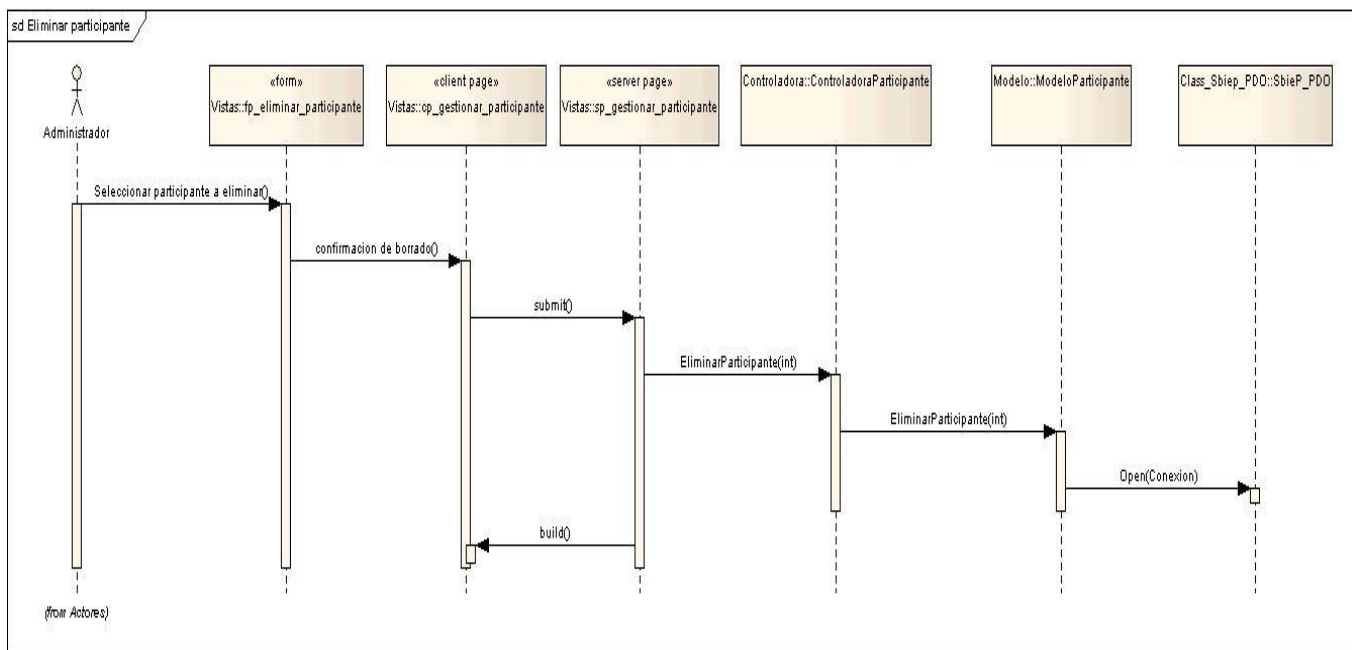 sd Eliminar participante
Administrador
«form»
Vistas::fp_eliminar_participante
«client page»
Vistas::cp_gestionar_participante
«server page»
Vistas::sp_gestionar_participante
Controladora::ControladoraParticipante
Modelo::ModeloParticipante
Class_Sbiep_PDO::SbieP_PDO
Seleccionar participante a eliminar()
confirmacion de borrado()
submit()
EliminarParticipante(int)
EliminarParticipante(int)
Open(Conexion)
build()
(from Actores)